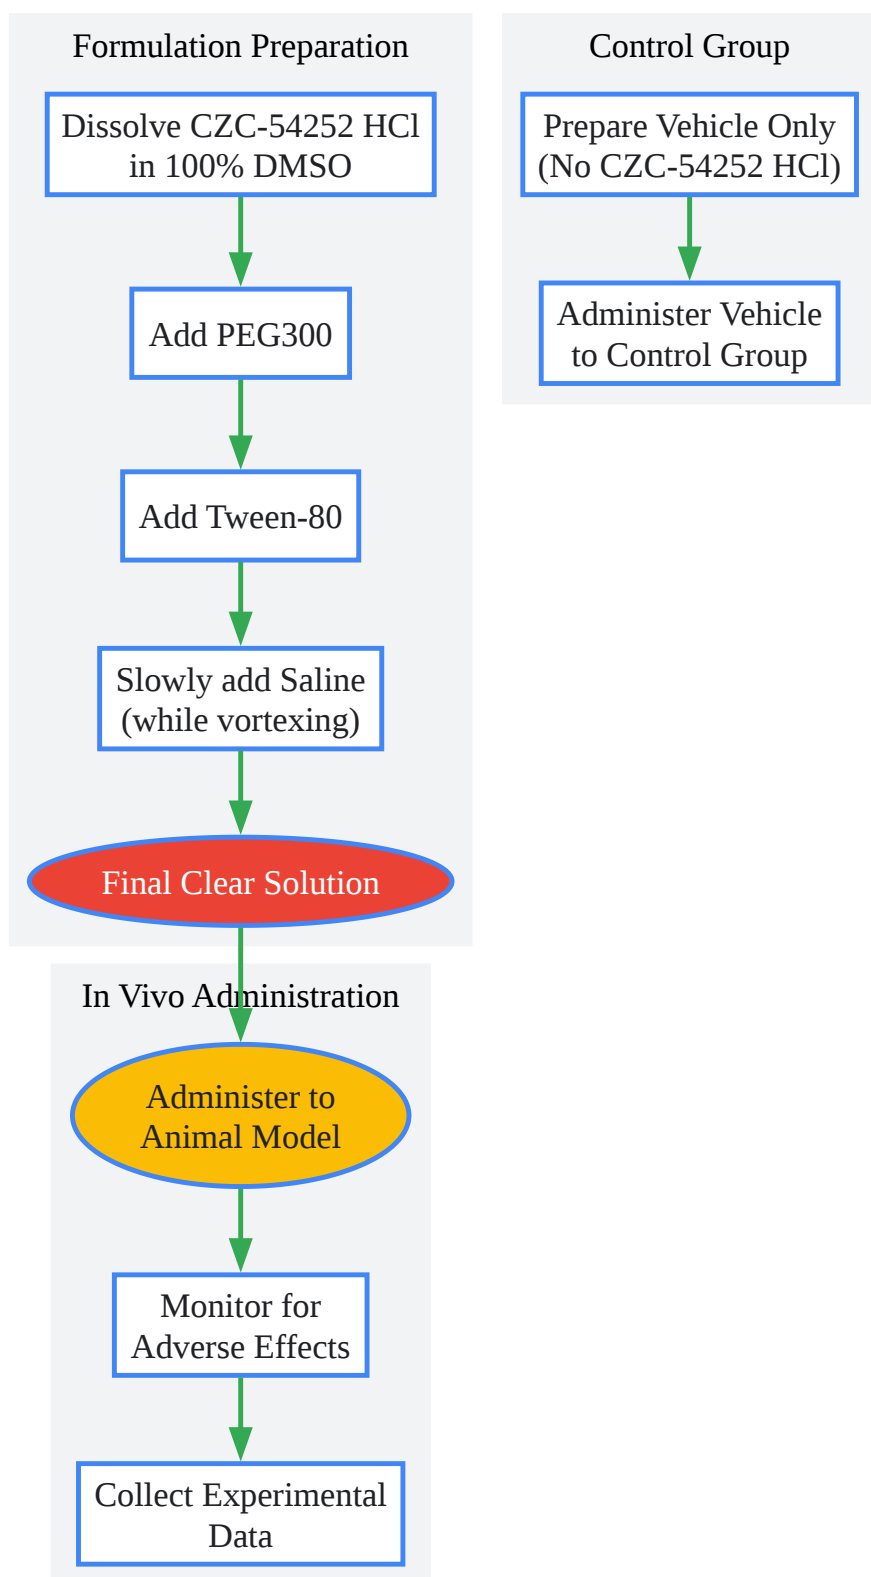 Formulation Preparation
Dissolve CZC-54252 HCl
in 100% DMSO
Add PEG300
Add Tween-80
Slowly add Saline
(while vortexing)
Final Clear Solution
In Vivo Administration
Administer to
Animal Model
Monitor for
Adverse Effects
Collect Experimental
Data
Control Group
Prepare Vehicle Only
(No CZC-54252 HCl)
Administer Vehicle
to Control Group